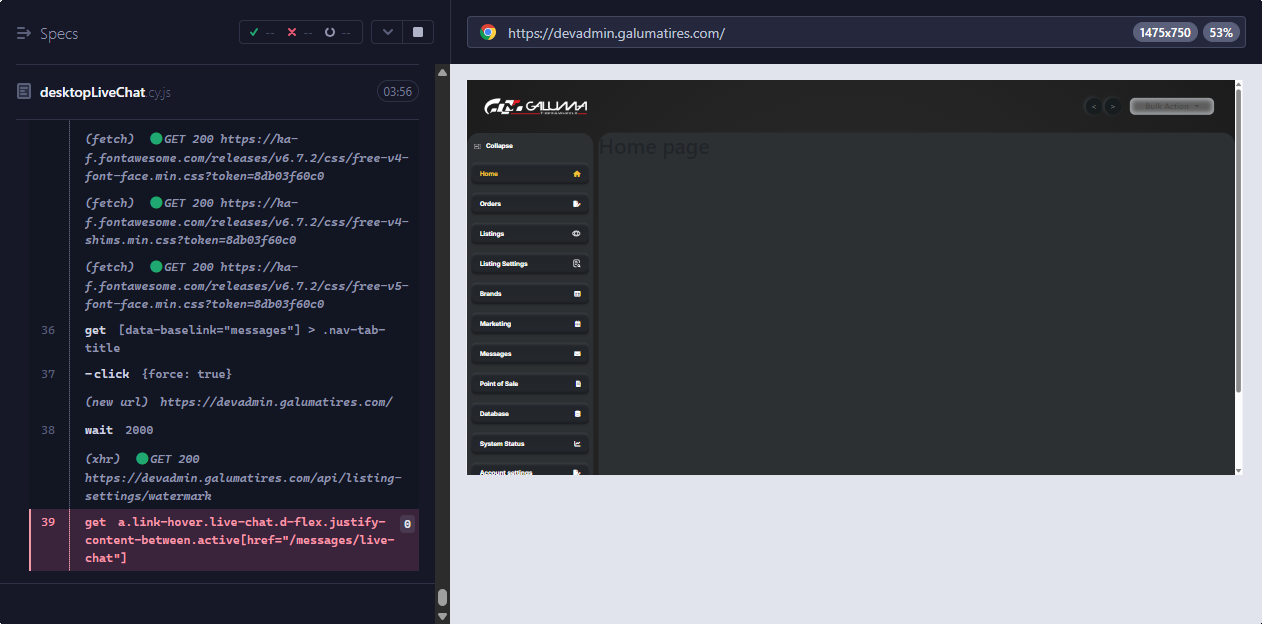 Specs
-- -- --
https://devadmin.galumatires.com/
1475x750
53%
desktopLiveChat.cy.js
03:56
(fetch) GET 200 https://ka-
f.fontawesome.com/releases/v6.7.2/css/free-v4-
font-face.min.css?token=8db03f60c0
(fetch) GET 200 https://ka-
f.fontawesome.com/releases/v6.7.2/css/free-v4-
shims.min.css?token=8db03f60c0
(fetch) GET 200 https://ka-
f.fontawesome.com/releases/v6.7.2/css/free-v5-
font-face.min.css?token=8db03f60c0
36 get [data-baselink="messages"] > .nav-tab-
title
37 -click {force: true}
(new url) https://devadmin.galumatires.com/
38 wait 2000
(xhr) GET 200
https://devadmin.galumatires.com/api/listing-
settings/watermark
39 get a.link-hover.live-chat.d-flex.justify- 0
content-between.active[href="/messages/live-
chat"]
GALUMA
< > Bulk Action
Collapse
Home page
Home
Orders
Listings
Listing Settings
Brands
Marketing
Messages
Point of Sale
Database
System Status
Account settings